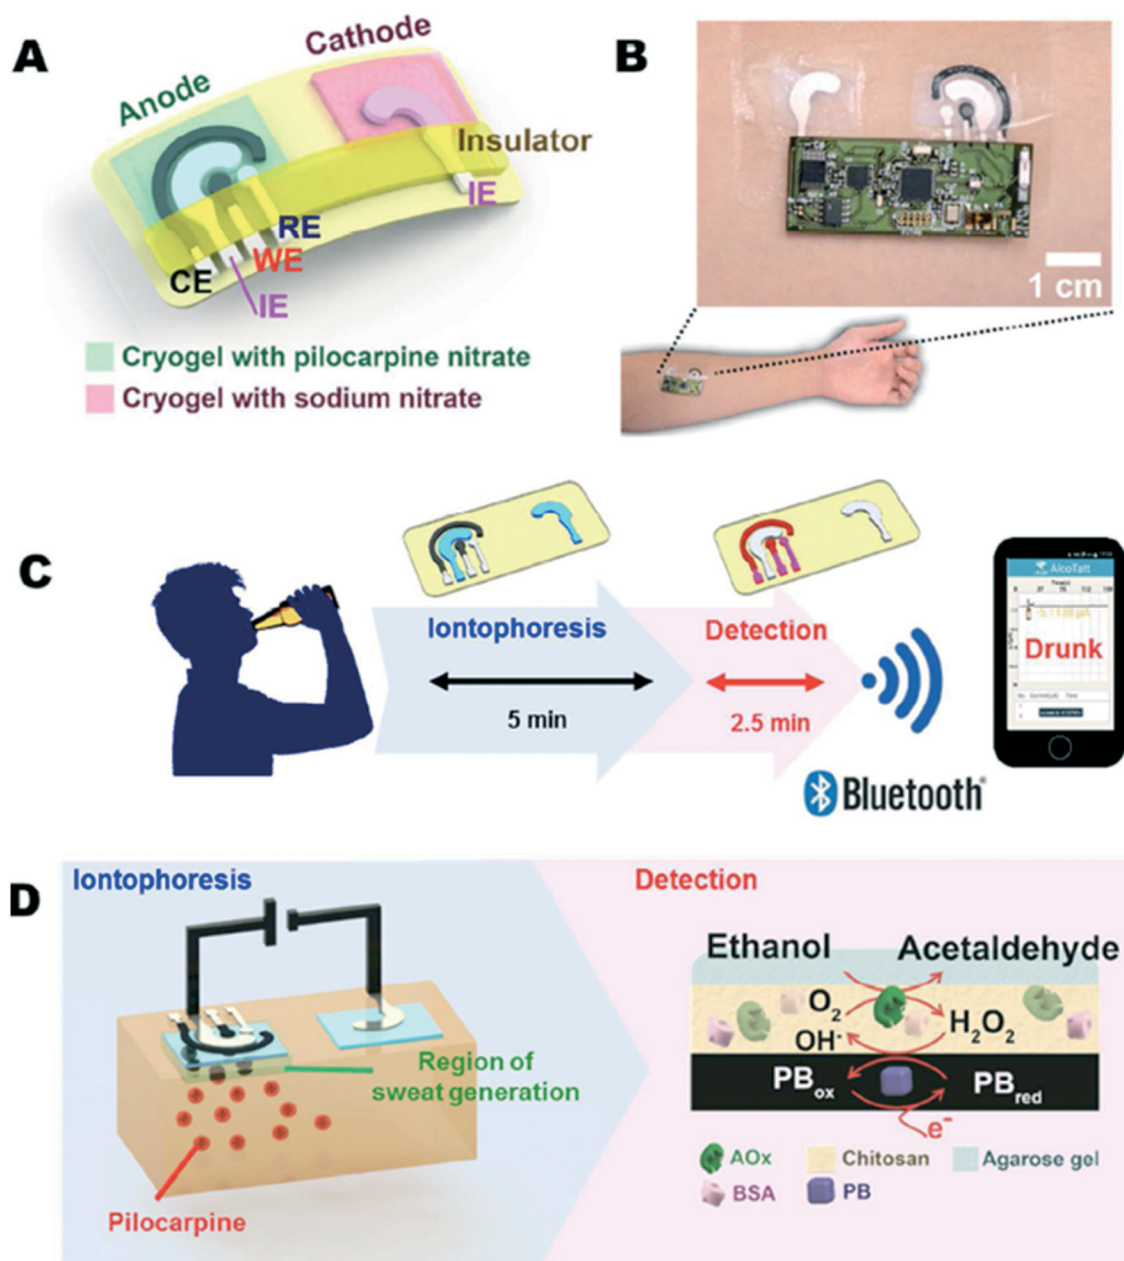 A
Cathode
Anode
Insulator
IE
RE
WE
CE
IE
Cryogel with pilocarpine nitrate
Cryogel with sodium nitrate
B
1 cm
C
Iontophoresis
5 min
Detection
2.5 min
Bluetooth
AlcoTatt
Drunk
D
Iontophoresis
Region of
sweat generation
Pilocarpine
Detection
Ethanol Acetaldehyde
O2
H2O2
OH-
PBox PBred
e-
AOx Chitosan Agarose gel
BSA PB